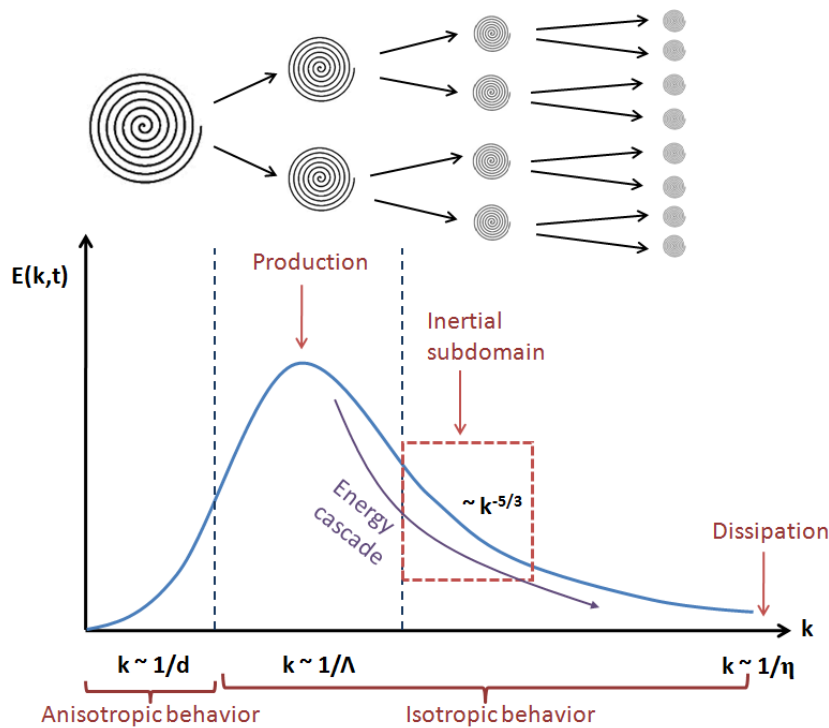 E(k,t)
Production
Inertial
subdomain
~ k-5/3
Energy
cascade
Dissipation
k
k ~ 1/d
k ~ 1/Λ
k ~ 1/η
Anisotropic behavior
Isotropic behavior